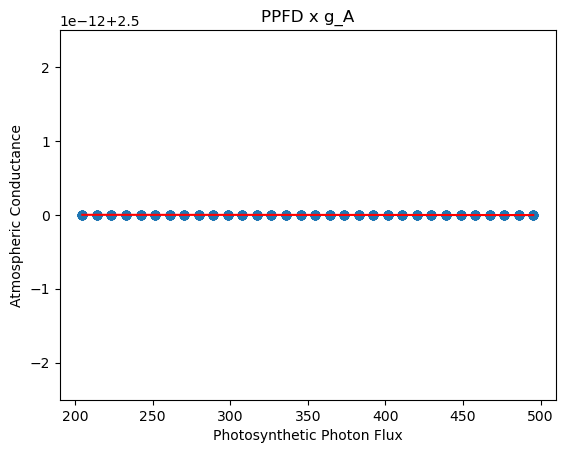 PPFD x g_A
1e−12+2.5
2
1
0
−1
−2
Atmospheric Conductance
200 250 300 350 400 450 500
Photosynthetic Photon Flux